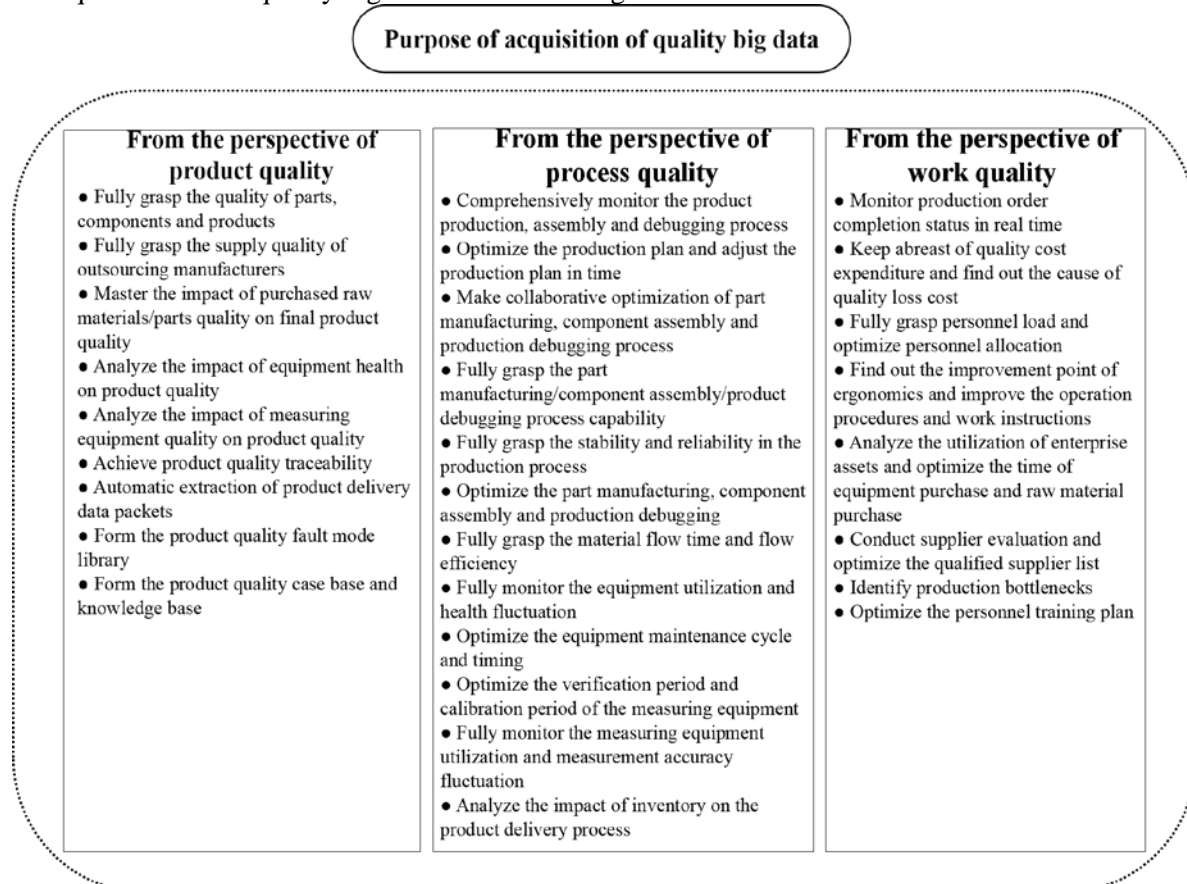 Purpose of acquisition of quality big data
From the perspective of
product quality
● Fully grasp the quality of parts,
components and products
● Fully grasp the supply quality of
outsourcing manufacturers
● Master the impact of purchased raw
materials/parts quality on final product
quality
● Analyze the impact of equipment health
on product quality
● Analyze the impact of measuring
equipment quality on product quality
● Achieve product quality traceability
● Automatic extraction of product delivery
data packets
● Form the product quality fault mode
library
● Form the product quality case base and
knowledge base
From the perspective of
process quality
● Comprehensively monitor the product
production, assembly and debugging process
● Optimize the production plan and adjust the
production plan in time
● Make collaborative optimization of part
manufacturing, component assembly and
production debugging process
● Fully grasp the part
manufacturing/component assembly/product
debugging process capability
● Fully grasp the stability and reliability in the
production process
● Optimize the part manufacturing, component
assembly and production debugging
● Fully grasp the material flow time and flow
efficiency
● Fully monitor the equipment utilization and
health fluctuation
● Optimize the equipment maintenance cycle
and timing
● Optimize the verification period and
calibration period of the measuring equipment
● Fully monitor the measuring equipment
utilization and measurement accuracy
fluctuation
● Analyze the impact of inventory on the
product delivery process
From the perspective of
work quality
● Monitor production order
completion status in real time
● Keep abreast of quality cost
expenditure and find out the cause of
quality loss cost
● Fully grasp personnel load and
optimize personnel allocation
● Find out the improvement point of
ergonomics and improve the operation
procedures and work instructions
● Analyze the utilization of enterprise
assets and optimize the time of
equipment purchase and raw material
purchase
● Conduct supplier evaluation and
optimize the qualified supplier list
● Identify production bottlenecks
● Optimize the personnel training plan